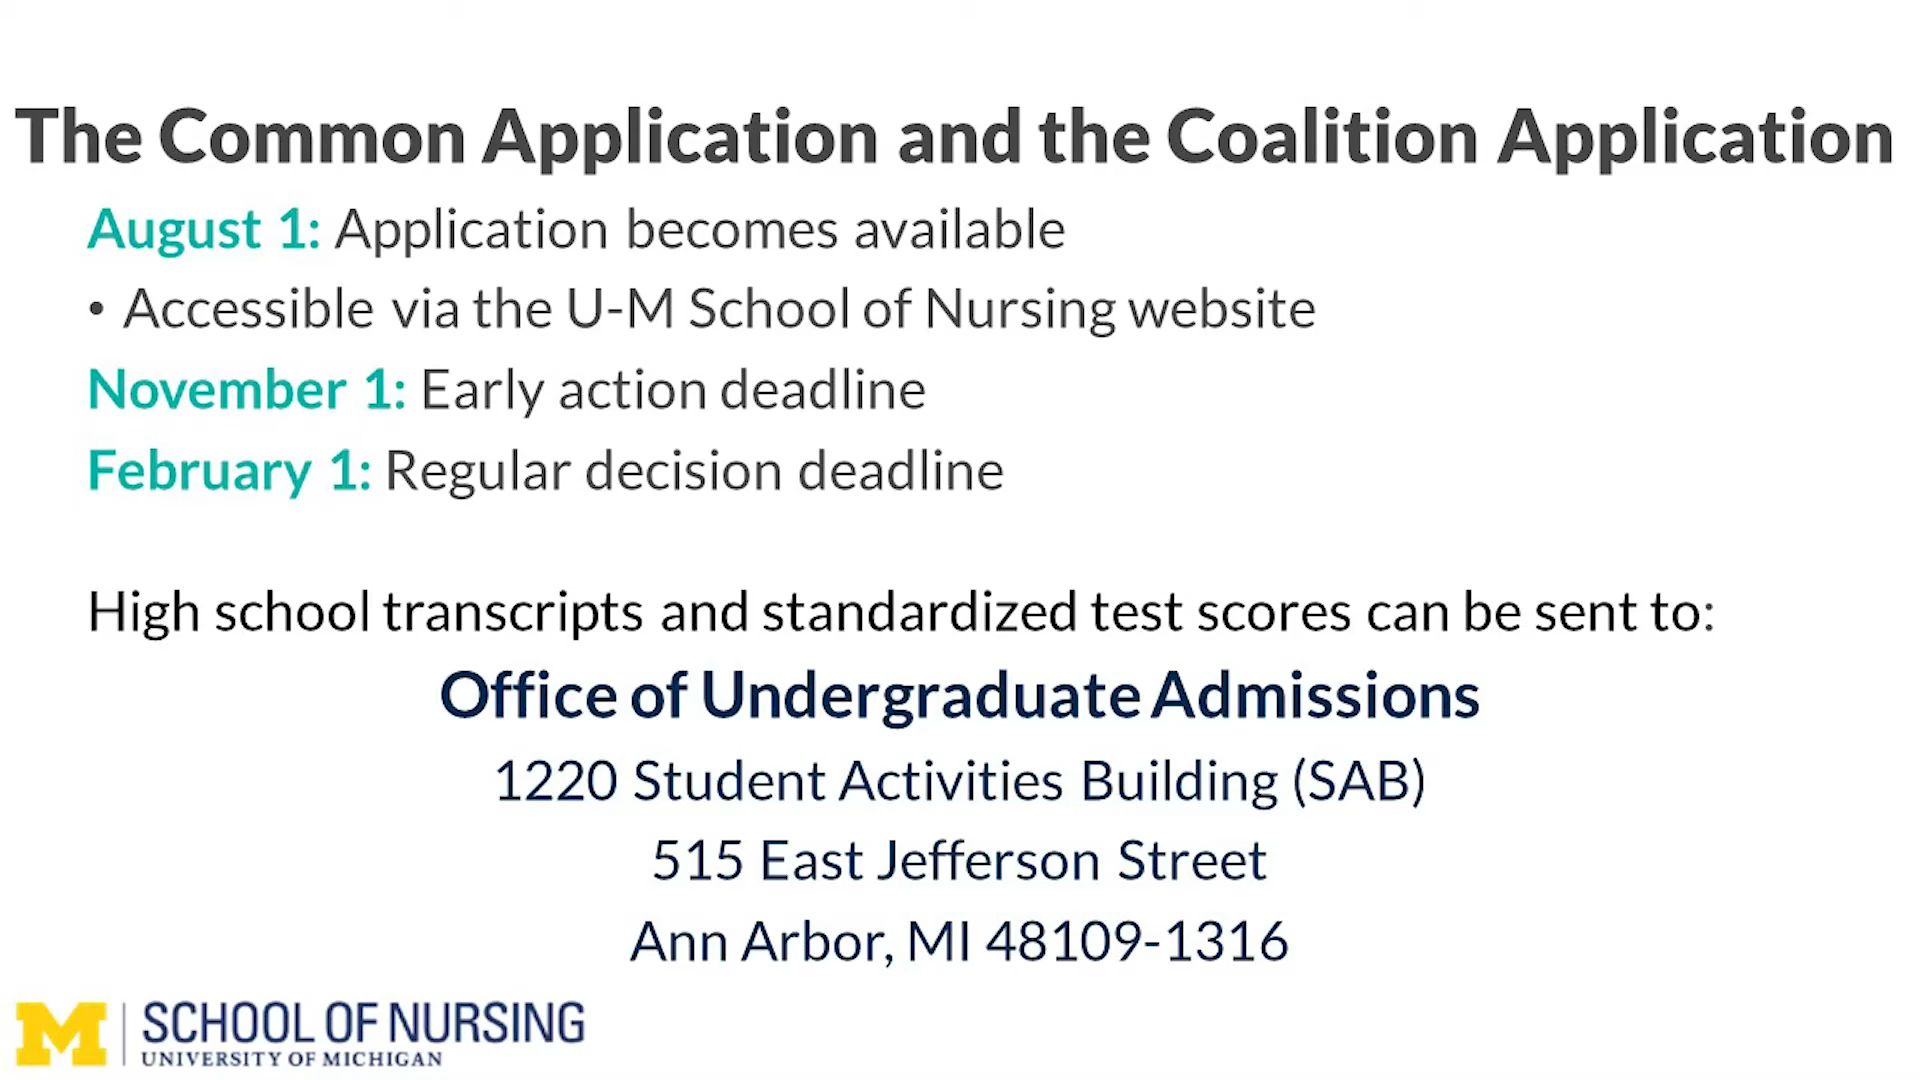 The Common Application and the Coalition Application
August 1: Application becomes available
• Accessible via the U-M School of Nursing website
November 1: Early action deadline
February 1: Regular decision deadline
High school transcripts and standardized test scores can be sent to:
Office of Undergraduate Admissions
1220 Student Activities Building (SAB)
515 East Jefferson Street
Ann Arbor, MI 48109-1316
M SCHOOL OF NURSING
UNIVERSITY OF MICHIGAN